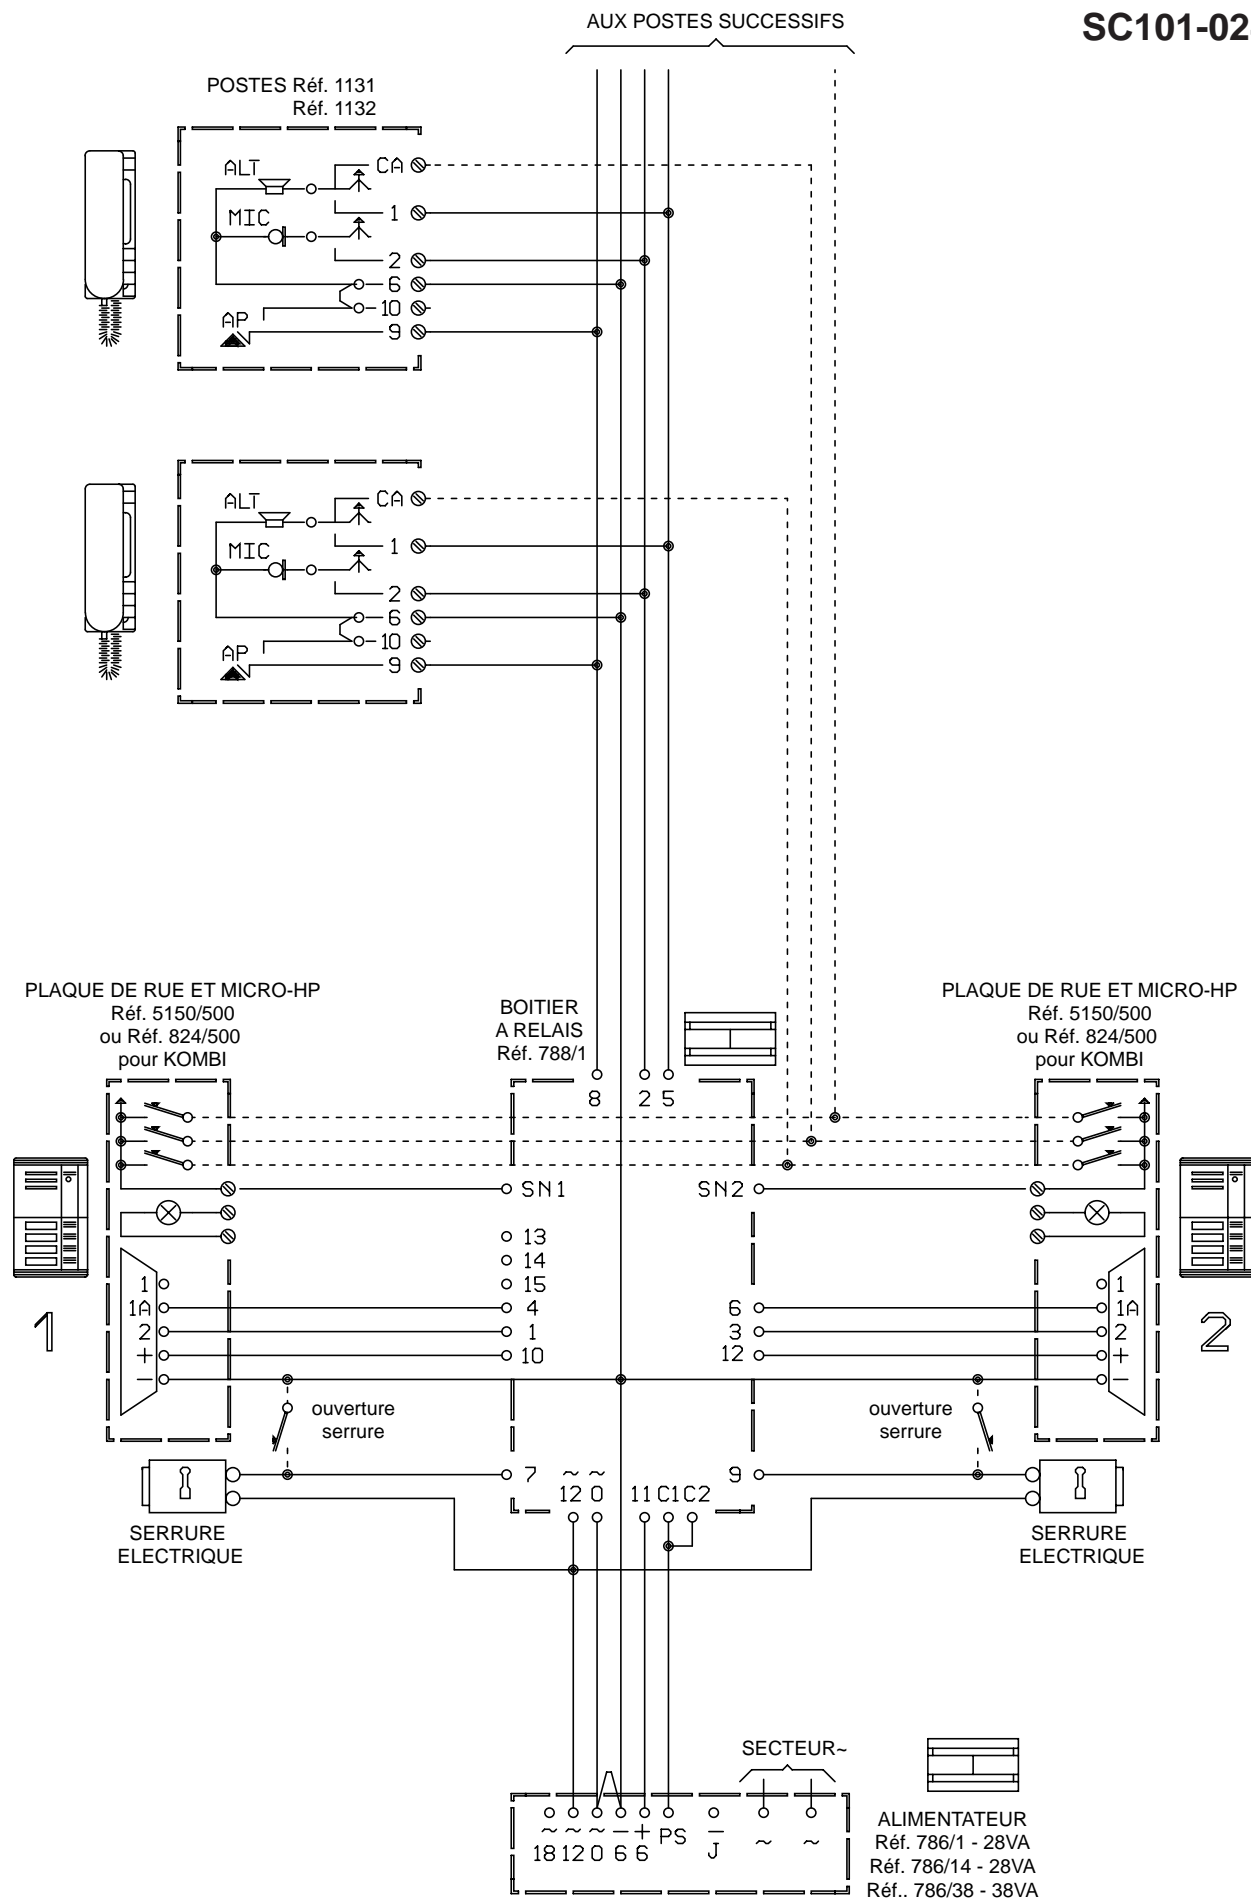 AUX POSTES SUCCESSIFS
SC101-02
POSTES Réf. 1131
Réf. 1132
ALT
CA
1
MIC
2
6
10
AP
9
ALT
CA
1
MIC
2
6
10
AP
9
PLAQUE DE RUE ET MICRO-HP
Réf. 5150/500
ou Réf. 824/500
pour KOMBI
BOITIER
A RELAIS
Réf. 788/1
PLAQUE DE RUE ET MICRO-HP
Réf. 5150/500
ou Réf. 824/500
pour KOMBI
8 2 5
SN1 SN2
13
14
15
1
1A
2
+
−
4
1
10
6
3
12
1
1A
2
+
−
1
2
ouverture
serrure
ouverture
serrure
7
~ ~
12 0 11 C1 C2
9
SERRURE
ELECTRIQUE
SERRURE
ELECTRIQUE
SECTEUR~
~ ~ ~ − + PS − ~ ~
18 12 0 6 6 J
ALIMENTATEUR
Réf. 786/1 - 28VA
Réf. 786/14 - 28VA
Réf.. 786/38 - 38VA